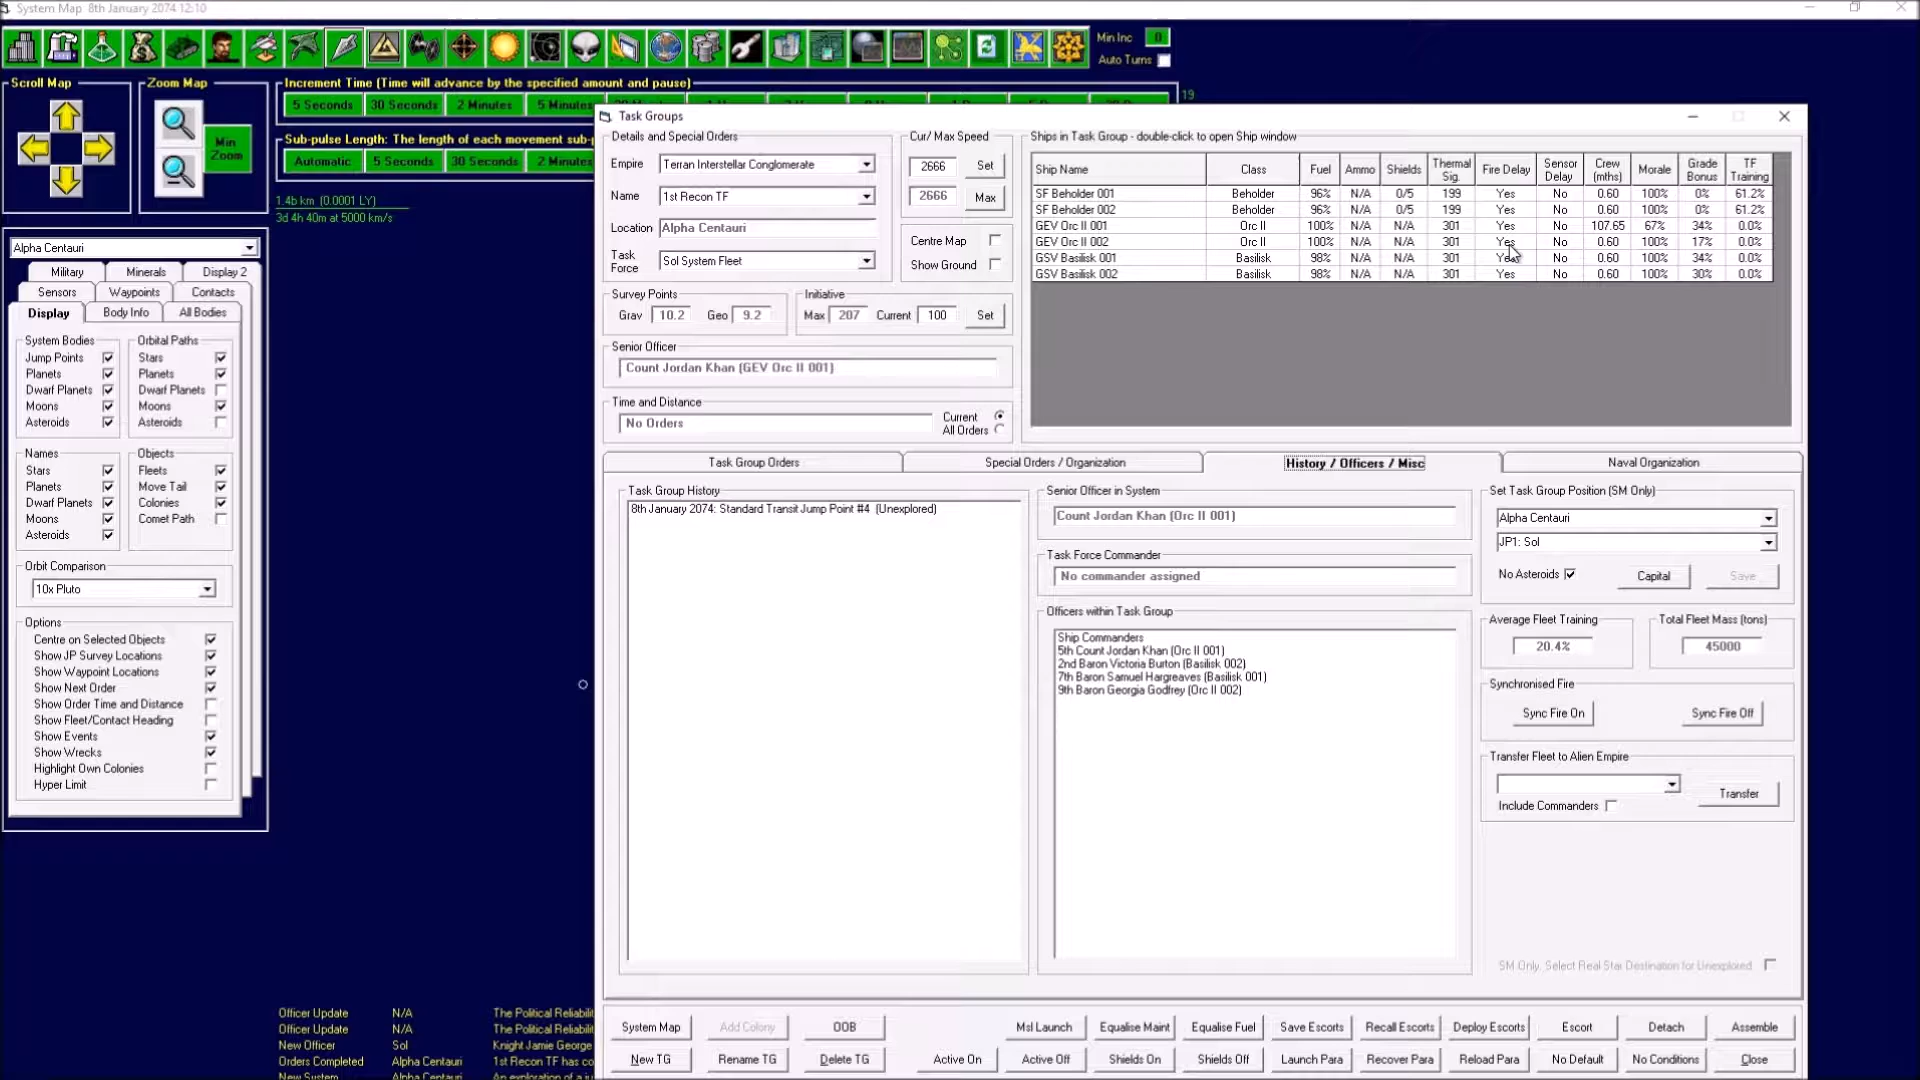 System Map  8th January 2074 12:10
Min Inc 0
Auto Turns
Scroll Map
Zoom Map
Min Zoom
Increment Time (Time will advance by the specified amount and pause)
5 Seconds 30 Seconds 2 Minutes 5 Minutes
19
Sub-pulse Length: The length of each movement sub-p
Automatic 5 Seconds 30 Seconds 2 Minutes
1.4b km (0.0001 LY)
3d 4h 40m at 5000 km/s
Alpha Centauri
Military Minerals Display 2
Sensors Waypoints Contacts
Display Body Info All Bodies
System Bodies
Jump Points
Planets
Dwarf Planets
Moons
Asteroids
Orbital Paths
Stars
Planets
Dwarf Planets
Moons
Asteroids
Names
Stars
Planets
Dwarf Planets
Moons
Asteroids
Objects
Fleets
Move Tail
Colonies
Comet Path
Orbit Comparison
10x Pluto
Options
Centre on Selected Objects
Show JP Survey Locations
Show Waypoint Locations
Show Next Order
Show Order Time and Distance
Show Fleet/Contact Heading
Show Events
Show Wrecks
Highlight Own Colonies
Hyper Limit
Officer Update N/A The Political Reliabili
Officer Update N/A The Political Reliabili
New Officer Sol Knight Jamie George
Orders Completed Alpha Centauri 1st Recon TF has co
New System Alpha Centauri An exploration of a ju
Task Groups
Details and Special Orders
Empire Terran Interstellar Conglomerate
Name 1st Recon TF
Location Alpha Centauri
Task Force Sol System Fleet
Cur/ Max Speed
2666 Set
2666 Max
Centre Map
Show Ground
Survey Points
Grav 10.2 Geo 9.2
Initiative
Max 207 Current 100 Set
Senior Officer
Count Jordan Khan (GEV Orc II 001)
Time and Distance
No Orders
Current
All Orders
Ships in Task Group - double-click to open Ship window
Ship Name Class Fuel Ammo Shields Thermal Sig. Fire Delay Sensor Delay Crew (mths) Morale Grade Bonus TF Training
SF Beholder 001 Beholder 96% N/A 0/5 199 Yes No 0.60 100% 0% 61.2%
SF Beholder 002 Beholder 96% N/A 0/5 199 Yes No 0.60 100% 0% 61.2%
GEV Orc II 001 Orc II 100% N/A N/A 301 Yes No 107.65 67% 34% 0.0%
GEV Orc II 002 Orc II 100% N/A N/A 301 Yes No 0.60 100% 17% 0.0%
GSV Basilisk 001 Basilisk 98% N/A N/A 301 Yes No 0.60 100% 34% 0.0%
GSV Basilisk 002 Basilisk 98% N/A N/A 301 Yes No 0.60 100% 30% 0.0%
Task Group Orders Special Orders / Organization History / Officers / Misc Naval Organization
Task Group History
8th January 2074: Standard Transit Jump Point #4  (Unexplored)
Senior Officer in System
Count Jordan Khan (Orc II 001)
Task Force Commander
No commander assigned
Officers within Task Group
Ship Commanders
5th Count Jordan Khan (Orc II 001)
2nd Baron Victoria Burton (Basilisk 002)
7th Baron Samuel Hargreaves (Basilisk 001)
9th Baron Georgia Godfrey (Orc II 002)
Set Task Group Position (SM Only)
Alpha Centauri
JP1: Sol
No Asteroids Capital Save
Average Fleet Training
20.4%
Total Fleet Mass (tons)
45000
Synchronised Fire
Sync Fire On Sync Fire Off
Transfer Fleet to Alien Empire
Transfer
Include Commanders
SM Only. Select Real Star Destination for Unexplored
System Map Add Colony OOB Msl Launch Equalise Maint Equalise Fuel Save Escorts Recall Escorts Deploy Escorts Escort Detach Assemble
New TG Rename TG Delete TG Active On Active Off Shields On Shields Off Launch Para Recover Para Reload Para No Default No Conditions Close